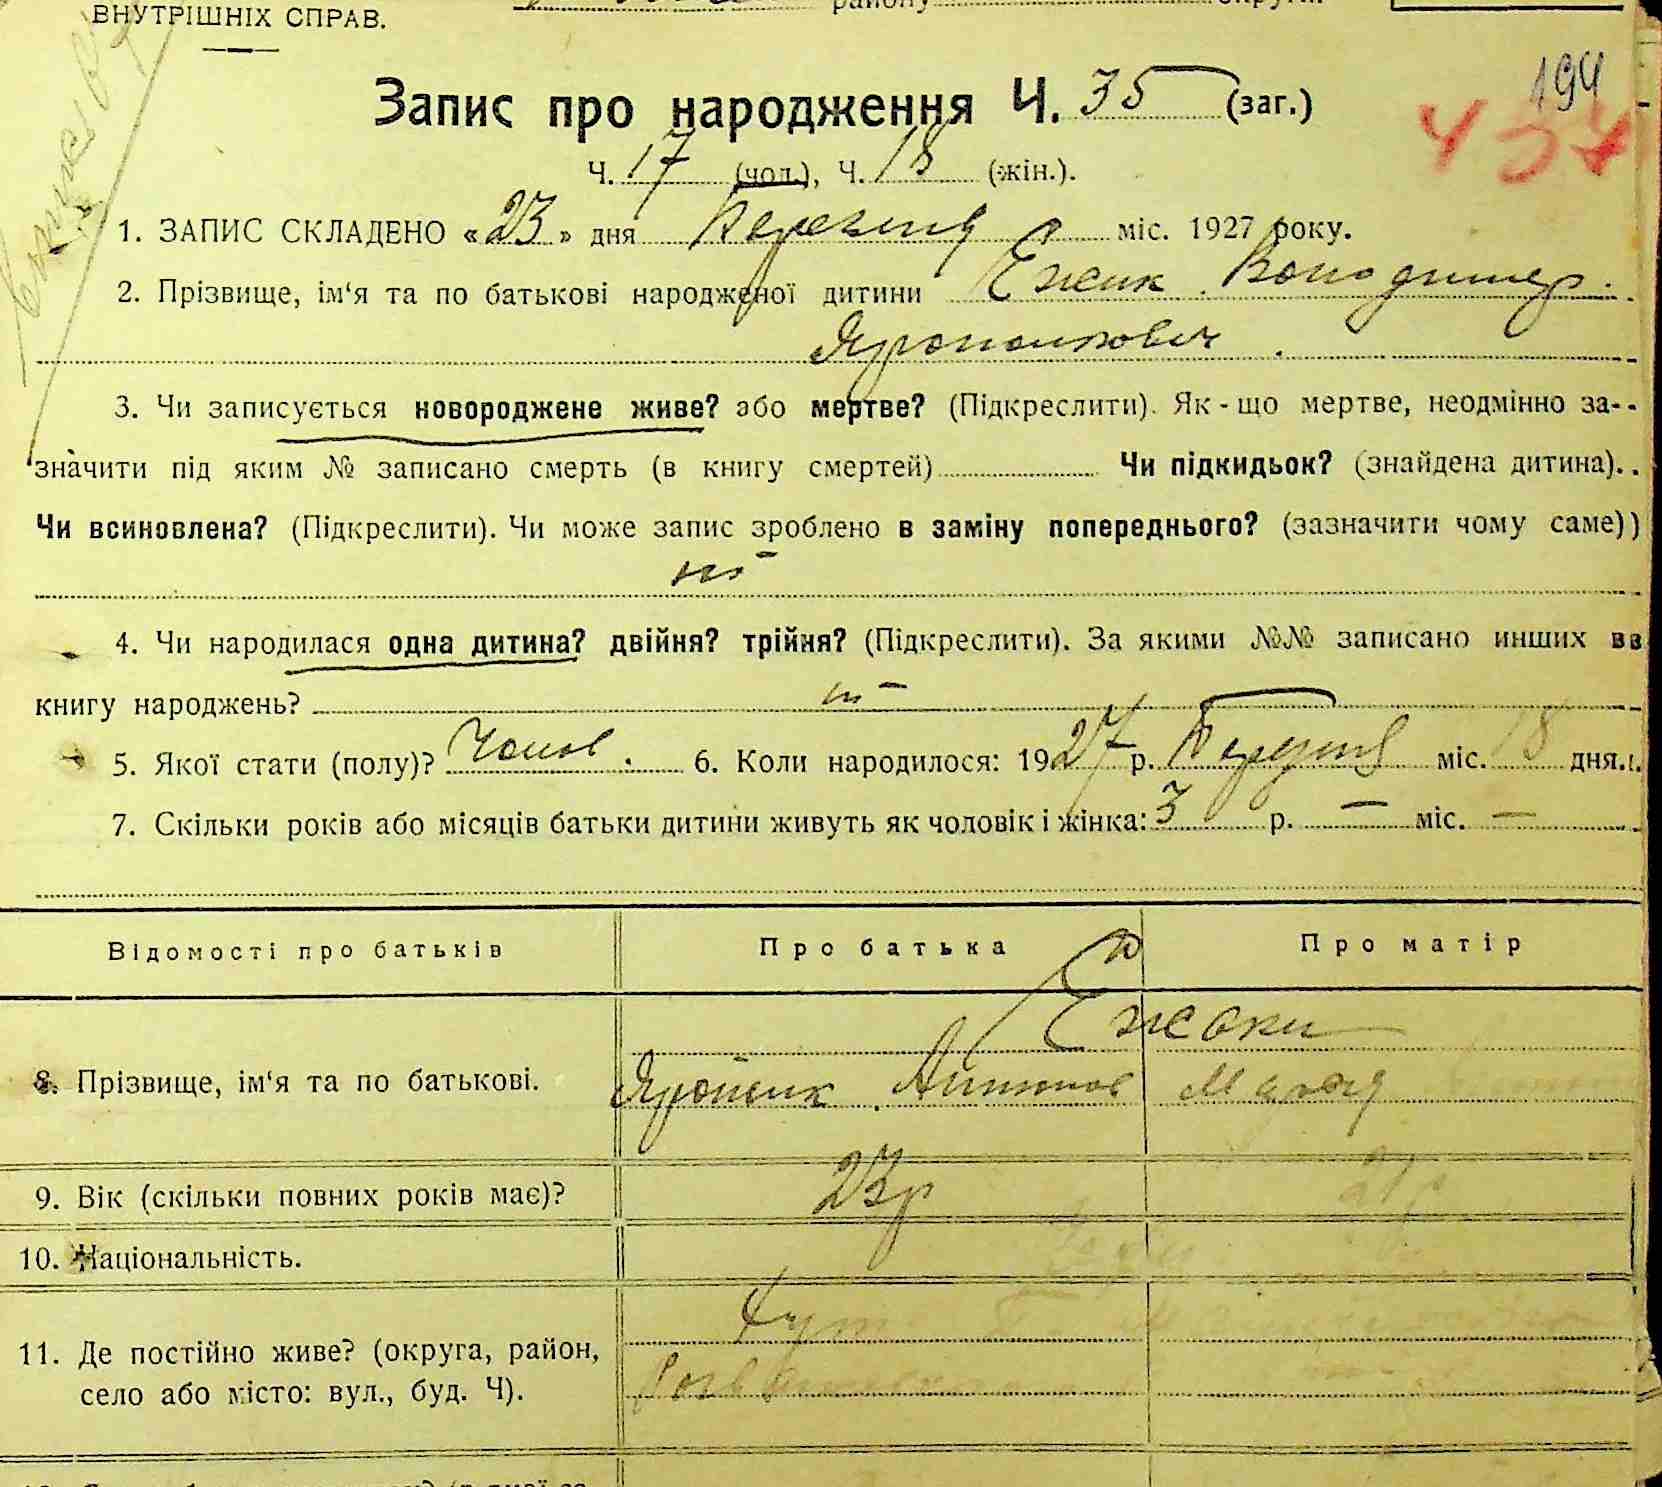 ВНУТРІШНІХ СПРАВ.
району округи.
194
Запис про народження Ч. 35 (заг.)
Ч. 17 (чол.), Ч. 18 (жін.).
1. ЗАПИС СКЛАДЕНО «23» дня Березня міс. 1927 року.
2. Прізвище, ім'я та по батькові народженої дитини Єжик Володимер
Ярополкович
3. Чи записується новороджене живе? або мертве? (Підкреслити). Як-що мертве, неодмінно за-
значити під яким № записано смерть (в книгу смертей) Чи підкидьок? (знайдена дитина).
Чи всиновлена? (Підкреслити). Чи може запис зроблено в заміну попереднього? (зазначити чому саме)
ні
4. Чи народилася одна дитина? двійня? трійня? (Підкреслити). За якими №№ записано инших в
книгу народжень? ні
5. Якої стати (полу)? Чолов. 6. Коли народилося: 1927 р. Березня міс. 18 дня.
7. Скільки років або місяців батьки дитини живуть як чоловік і жінка: 3 р. — міс. —
Відомості про батьків Про батька Про матір
8. Прізвище, ім'я та по батькові.
Марія
9. Вік (скільки повних років має)? 23р
10. Національність.
11. Де постійно живе? (округа, район,
село або місто: вул., буд. Ч).